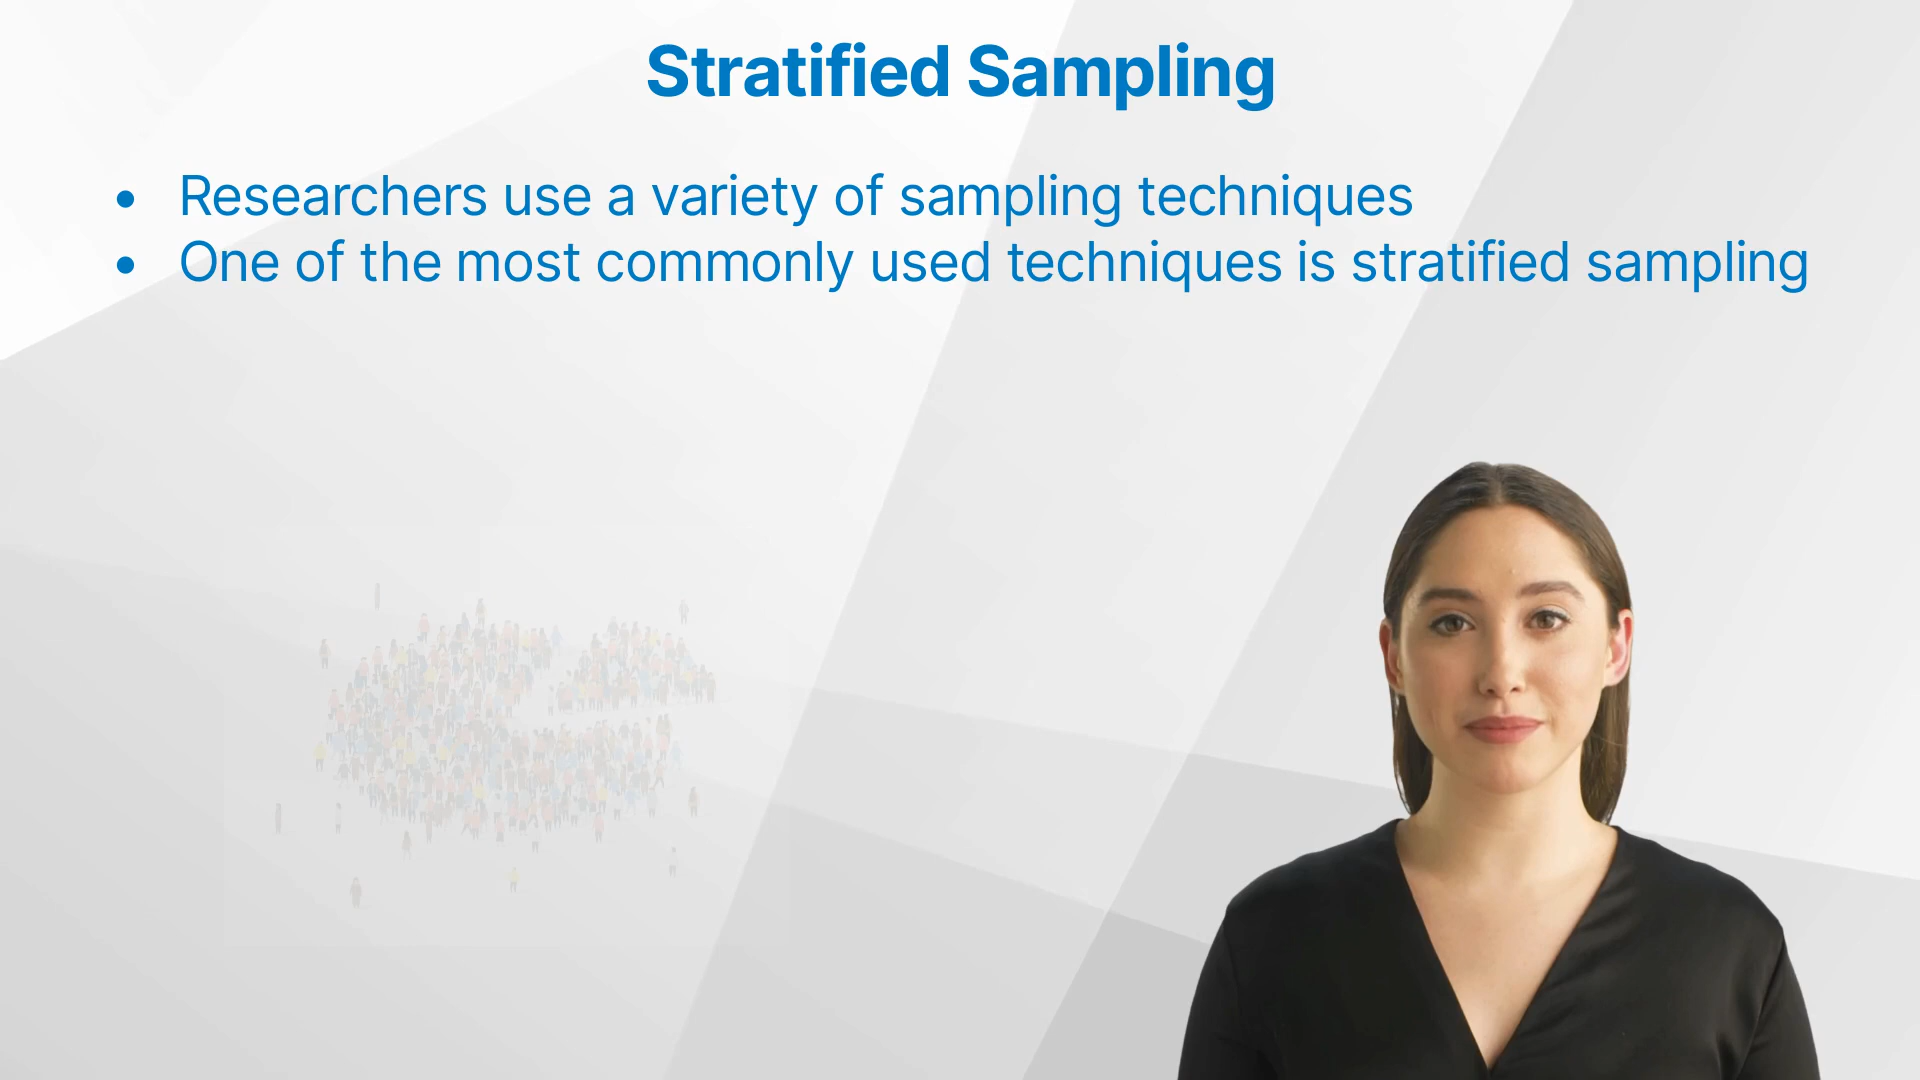 Stratified Sampling
• Researchers use a variety of sampling techniques
• One of the most commonly used techniques is stratified sampling